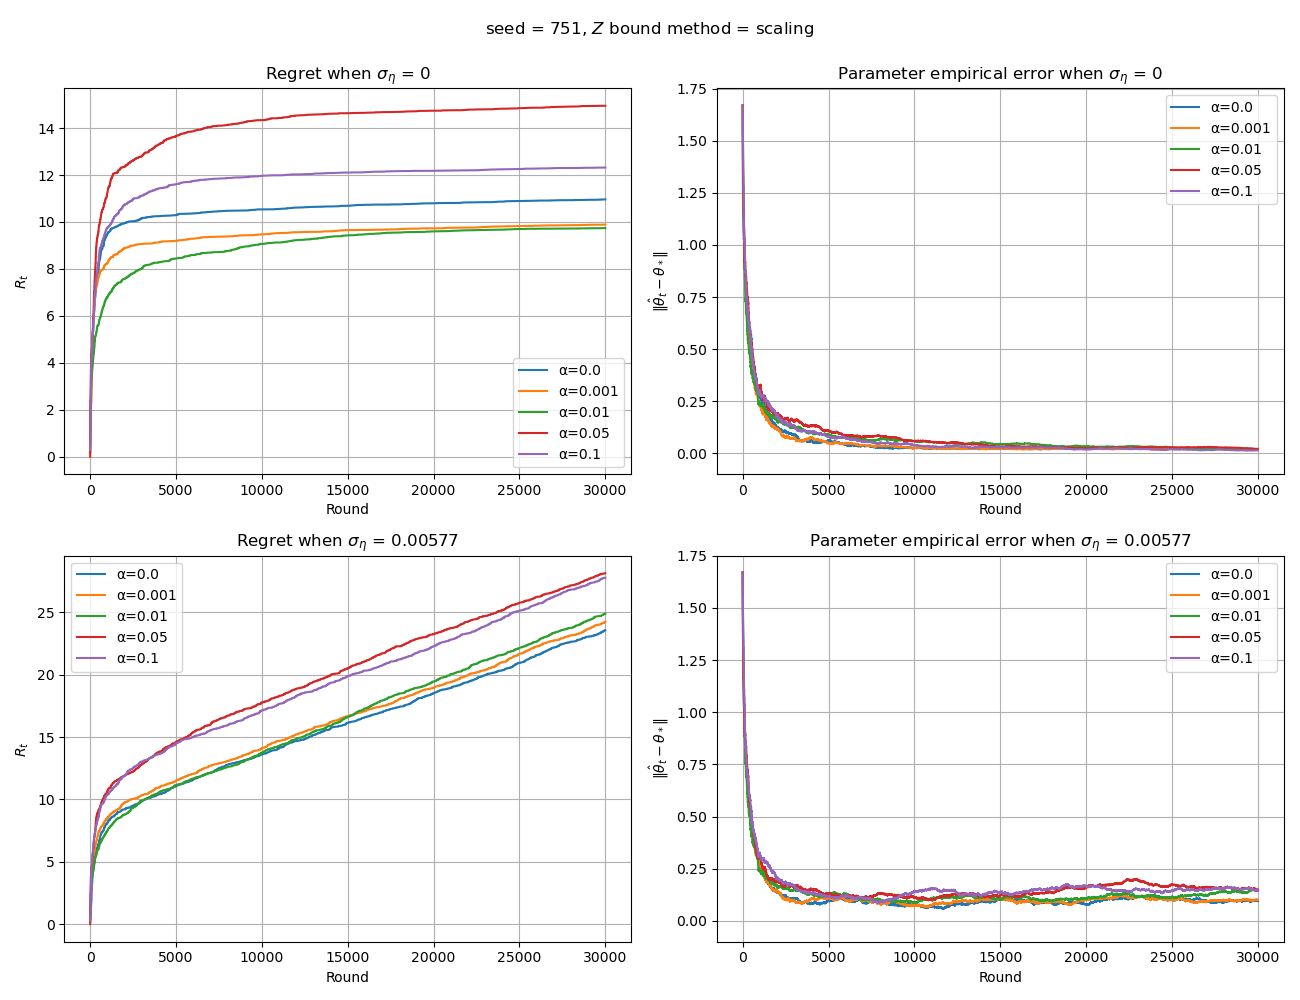 seed = 751, Z bound method = scaling
Regret when σ_η = 0
14
12
10
8
6
4
2
0
R_t
α=0.0
α=0.001
α=0.01
α=0.05
α=0.1
0 5000 10000 15000 20000 25000 30000
Round
Parameter empirical error when σ_η = 0
1.75
1.50
1.25
1.00
0.75
0.50
0.25
0.00
‖θ̂_t − θ_*‖
α=0.0
α=0.001
α=0.01
α=0.05
α=0.1
0 5000 10000 15000 20000 25000 30000
Round
Regret when σ_η = 0.00577
25
20
15
10
5
0
R_t
α=0.0
α=0.001
α=0.01
α=0.05
α=0.1
0 5000 10000 15000 20000 25000 30000
Round
Parameter empirical error when σ_η = 0.00577
1.75
1.50
1.25
1.00
0.75
0.50
0.25
0.00
‖θ̂_t − θ_*‖
α=0.0
α=0.001
α=0.01
α=0.05
α=0.1
0 5000 10000 15000 20000 25000 30000
Round